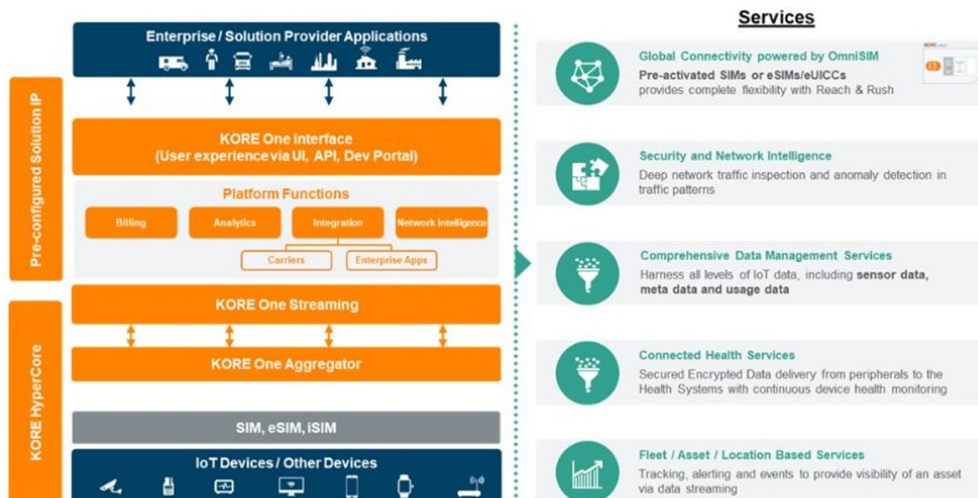 Enterprise / Solution Provider Applications
Pre-configured Solution IP
KORE One Interface
(User experience via UI, API, Dev Portal)
Platform Functions
Billing
Analytics
Integration
Network Intelligence
Carriers
Enterprise Apps
KORE HyperCore
KORE One Streaming
KORE One Aggregator
SIM, eSIM, iSIM
IoT Devices / Other Devices
Services
Global Connectivity powered by OmniSIM
Pre-activated SIMs or eSIMs/eUICCs
provides complete flexibility with Reach & Rush
Security and Network Intelligence
Deep network traffic inspection and anomaly detection in
traffic patterns
Comprehensive Data Management Services
Harness all levels of IoT data, including sensor data,
meta data and usage data
Connected Health Services
Secured Encrypted Data delivery from peripherals to the
Health Systems with continuous device health monitoring
Fleet / Asset / Location Based Services
Tracking, alerting and events to provide visibility of an asset
via data streaming